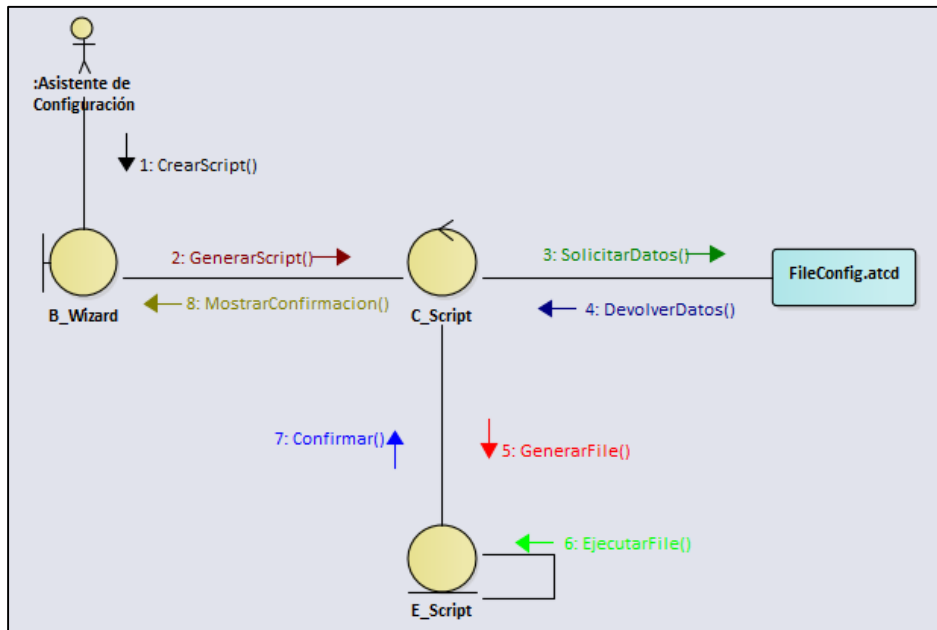 :Asistente de
Configuración
1: CrearScript()
2: GenerarScript()
3: SolicitarDatos()
FileConfig.atcd
8: MostrarConfirmacion()
4: DevolverDatos()
B_Wizard
C_Script
7: Confirmar()
5: GenerarFile()
6: EjecutarFile()
E_Script